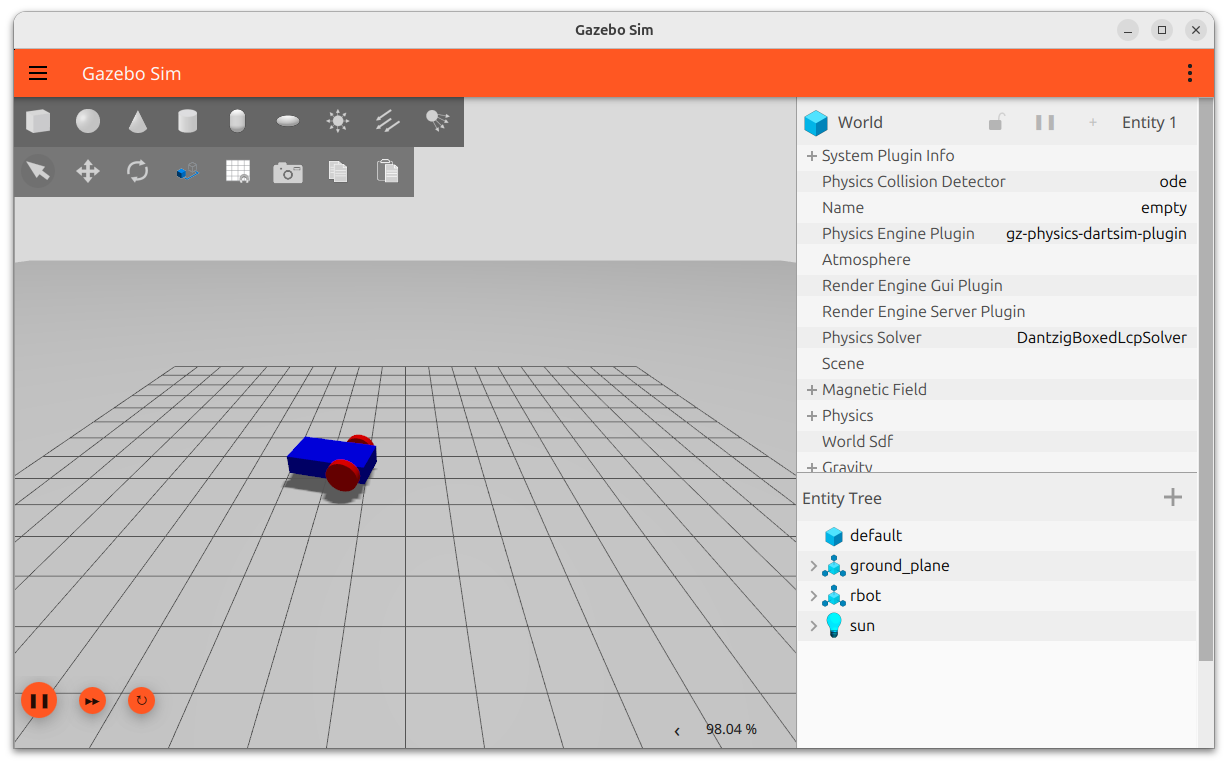 Gazebo Sim
Gazebo Sim
World Entity 1
System Plugin Info
Physics Collision Detector ode
Name empty
Physics Engine Plugin gz-physics-dartsim-plugin
Atmosphere
Render Engine Gui Plugin
Render Engine Server Plugin
Physics Solver DantzigBoxedLcpSolver
Scene
Magnetic Field
Physics
World Sdf
Gravity
Entity Tree
default
ground_plane
rbot
sun
98.04 %